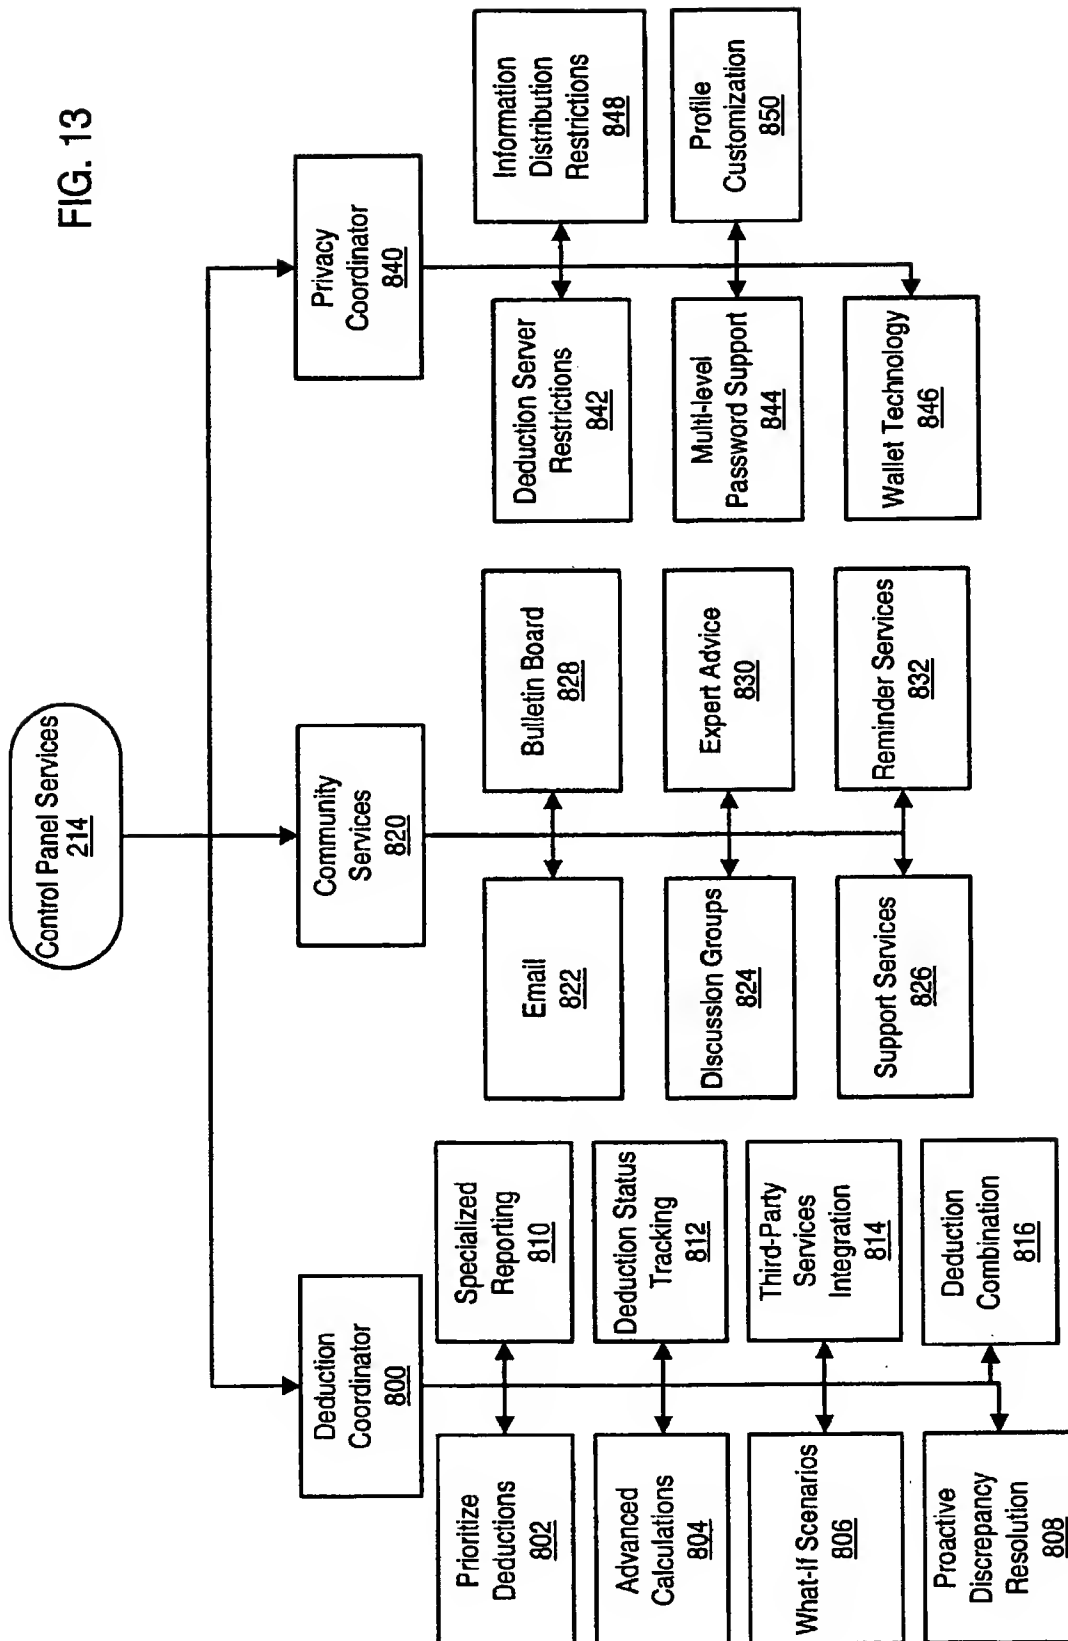 FIG. 13
Control Panel Services
214
Deduction
Coordinator
800
Community
Services
820
Privacy
Coordinator
840
Prioritize
Deductions
802
Specialized
Reporting
810
Advanced
Calculations
804
Deduction Status
Tracking
812
What-If Scenarios
806
Third-Party
Services
Integration
814
Proactive
Discrepancy
Resolution
808
Deduction
Combination
816
Email
822
Bulletin Board
828
Discussion Groups
824
Expert Advice
830
Support Services
826
Reminder Services
832
Deduction Server
Restrictions
842
Information
Distribution
Restrictions
848
Multi-level
Password Support
844
Profile
Customization
850
Wallet Technology
846